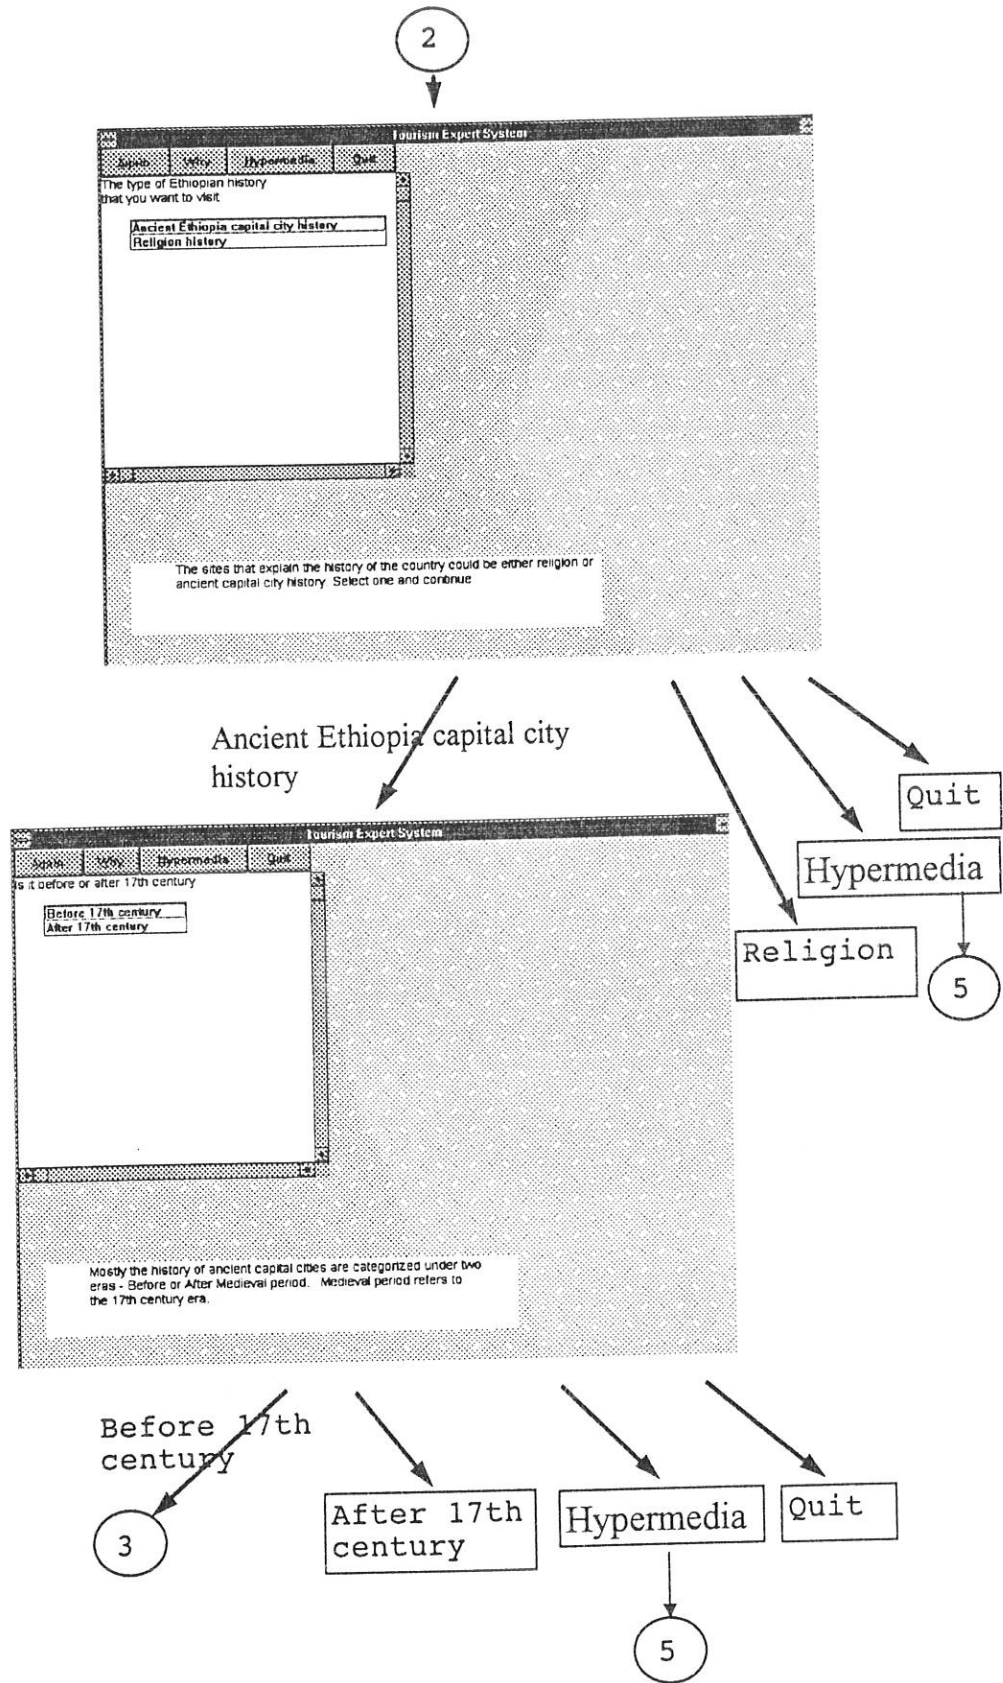 2
Tourism Expert System
Again Why Hypermedia Quit
The type of Ethiopian history
that you want to visit
Ancient Ethiopia capital city history
Religion history
The sites that explain the history of the country could be either religion or
ancient capital city history. Select one and continue
Ancient Ethiopia capital city
history
Quit
Hypermedia
Religion
5
Tourism Expert System
Again Why Hypermedia Quit
Is it before or after 17th century
Before 17th century
After 17th century
Mostly the history of ancient capital cities are categorized under two
eras - Before or After Medieval period. Medieval period refers to
the 17th century era.
Before 17th
century
3
After 17th
century
Hypermedia
Quit
5